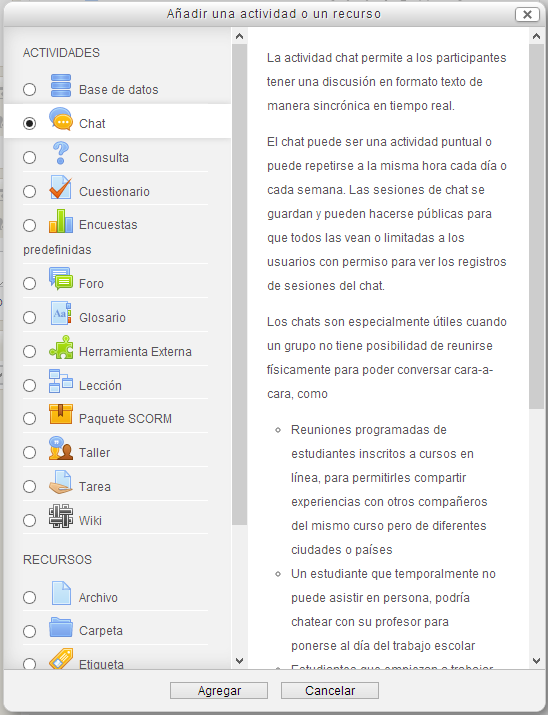 Añadir una actividad o un recurso
ACTIVIDADES
Base de datos
Chat
Consulta
Cuestionario
Encuestas
predefinidas
Foro
Aa
Glosario
Herramienta Externa
Lección
Paquete SCORM
Taller
Tarea
Wiki
RECURSOS
Archivo
Carpeta
Etiqueta
La actividad chat permite a los participantes
tener una discusión en formato texto de
manera sincrónica en tiempo real.
El chat puede ser una actividad puntual o
puede repetirse a la misma hora cada día o
cada semana. Las sesiones de chat se
guardan y pueden hacerse públicas para
que todos las vean o limitadas a los
usuarios con permiso para ver los registros
de sesiones del chat.
Los chats son especialmente útiles cuando
un grupo no tiene posibilidad de reunirse
físicamente para poder conversar cara-a-
cara, como
Reuniones programadas de
estudiantes inscritos a cursos en
línea, para permitirles compartir
experiencias con otros compañeros
del mismo curso pero de diferentes
ciudades o países
Un estudiante que temporalmente no
puede asistir en persona, podría
chatear con su profesor para
ponerse al día del trabajo escolar
Estudiantes que empiezan a trabajar
Agregar
Cancelar